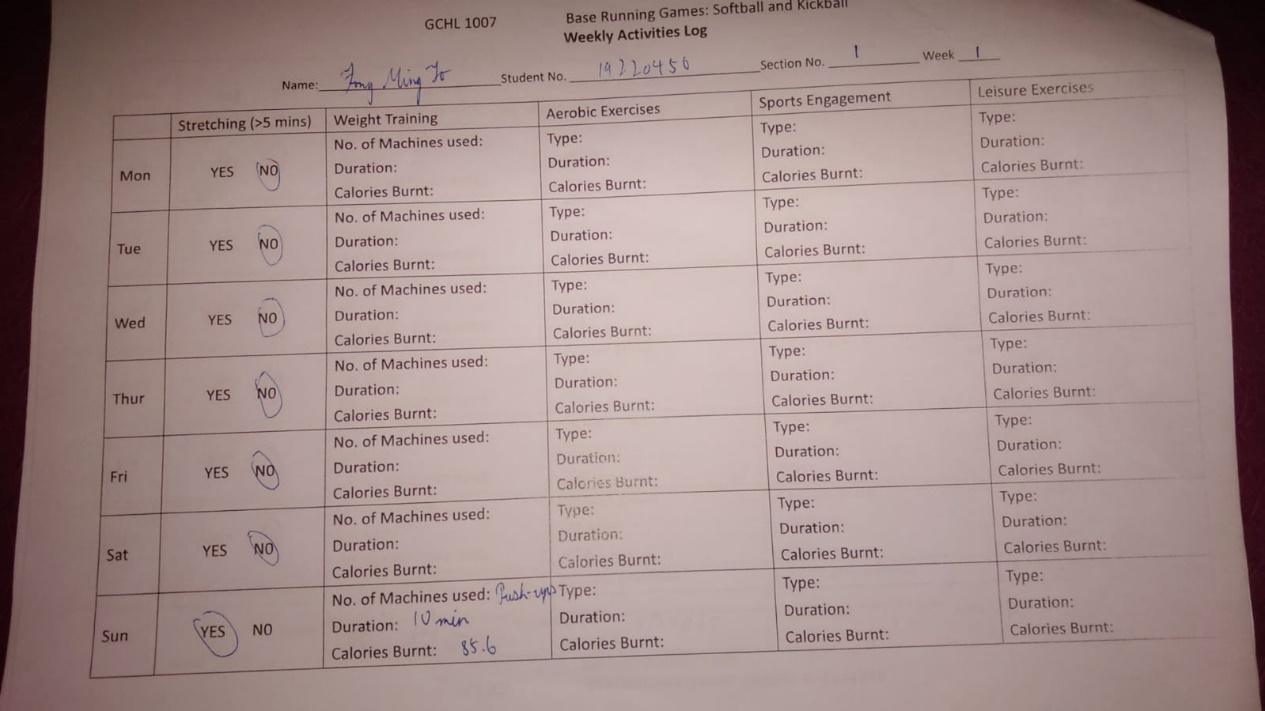 GCHL 1007 Base Running Games: Softball and Kickball
Weekly Activities Log
Name: Fong Ming To Student No. 19220456 Section No. 1 Week 1
Stretching (>5 mins) Weight Training Aerobic Exercises Sports Engagement Leisure Exercises
No. of Machines used: Type: Type: Type:
Mon YES NO Duration: Duration: Duration: Duration:
Calories Burnt: Calories Burnt: Calories Burnt: Calories Burnt:
No. of Machines used: Type: Type: Type:
Tue YES NO Duration: Duration: Duration: Duration:
Calories Burnt: Calories Burnt: Calories Burnt: Calories Burnt:
No. of Machines used: Type: Type: Type:
Wed YES NO Duration: Duration: Duration: Duration:
Calories Burnt: Calories Burnt: Calories Burnt: Calories Burnt:
No. of Machines used: Type: Type: Type:
Thur YES NO Duration: Duration: Duration: Duration:
Calories Burnt: Calories Burnt: Calories Burnt: Calories Burnt:
No. of Machines used: Type: Type: Type:
Fri YES NO Duration: Duration: Duration: Duration:
Calories Burnt: Calories Burnt: Calories Burnt: Calories Burnt:
No. of Machines used: Type: Type: Type:
Sat YES NO Duration: Duration: Duration: Duration:
Calories Burnt: Calories Burnt: Calories Burnt: Calories Burnt:
No. of Machines used: Push-ups Type: Type: Type:
Sun YES NO Duration: 10 min Duration: Duration: Duration:
Calories Burnt: 85.6 Calories Burnt: Calories Burnt: Calories Burnt: